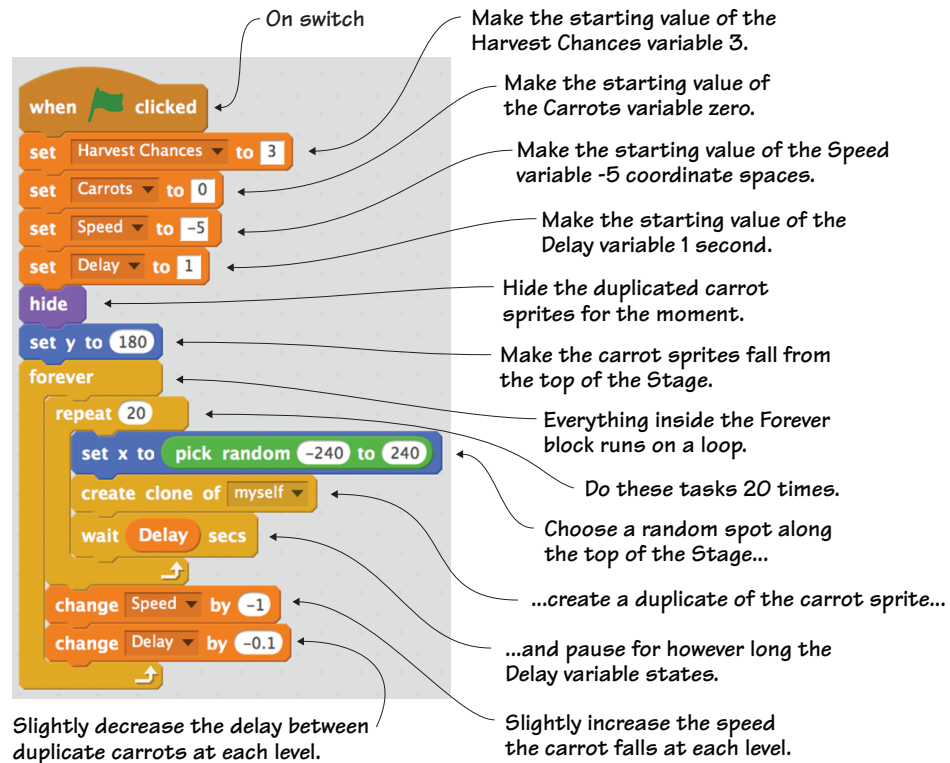 On switch
Make the starting value of the
Harvest Chances variable 3.
when clicked
Make the starting value of
the Carrots variable zero.
set Harvest Chances to 3
Make the starting value of the Speed
variable -5 coordinate spaces.
set Carrots to 0
set Speed to -5
Make the starting value of the
Delay variable 1 second.
set Delay to 1
hide
Hide the duplicated carrot
sprites for the moment.
set y to 180
Make the carrot sprites fall from
the top of the Stage.
forever
Everything inside the Forever
block runs on a loop.
repeat 20
set x to pick random -240 to 240
Do these tasks 20 times.
create clone of myself
Choose a random spot along
the top of the Stage...
wait Delay secs
...create a duplicate of the carrot sprite...
change Speed by -1
change Delay by -0.1
...and pause for however long the
Delay variable states.
Slightly decrease the delay between
duplicate carrots at each level.
Slightly increase the speed
the carrot falls at each level.